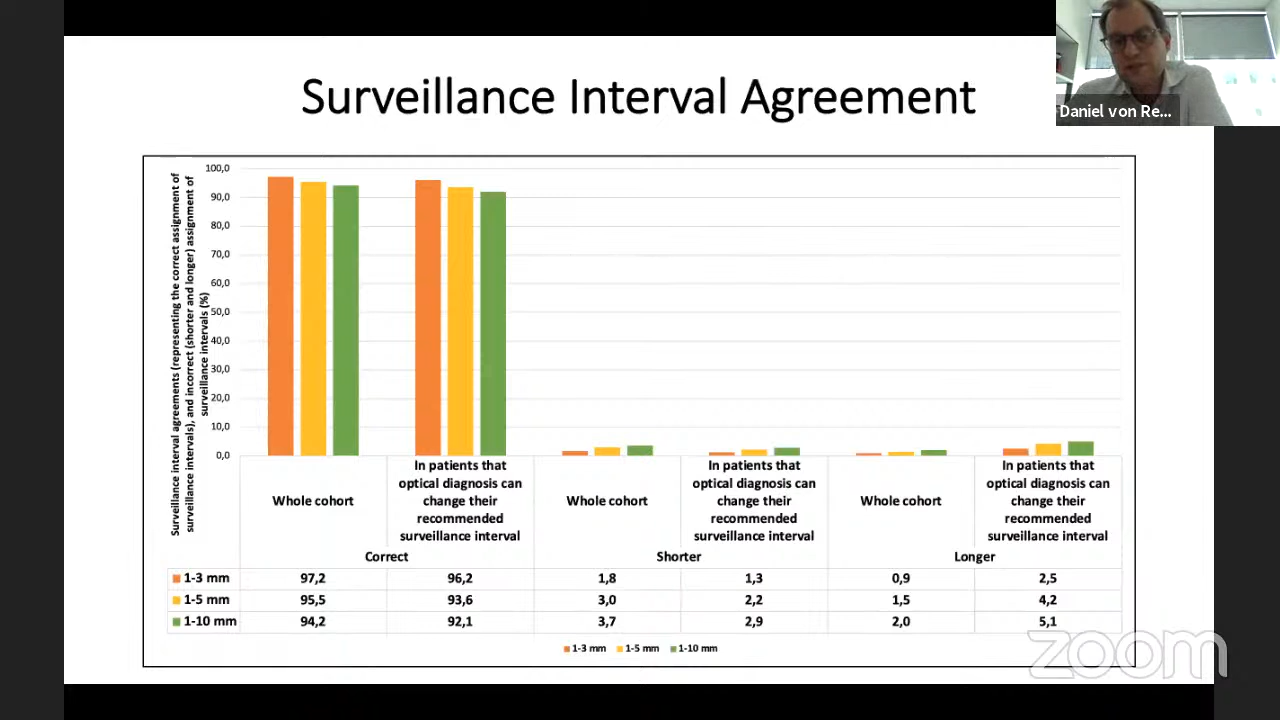 Surveillance Interval Agreement
Daniel von Re...
Surveillance interval agreements (representing the correct assignment of
surveillance intervals), and incorrect (shorter and longer) assignment of
surveillance intervals (%)
100,0
90,0
80,0
70,0
60,0
50,0
40,0
30,0
20,0
10,0
0,0
Whole cohort
In patients that
optical diagnosis can
change their
recommended
surveillance interval
Whole cohort
In patients that
optical diagnosis can
change their
recommended
surveillance interval
Whole cohort
In patients that
optical diagnosis can
change their
recommended
surveillance interval
Correct Shorter Longer
1-3 mm 97,2 96,2 1,8 1,3 0,9 2,5
1-5 mm 95,5 93,6 3,0 2,2 1,5 4,2
1-10 mm 94,2 92,1 3,7 2,9 2,0 5,1
1-3 mm 1-5 mm 1-10 mm
zoom